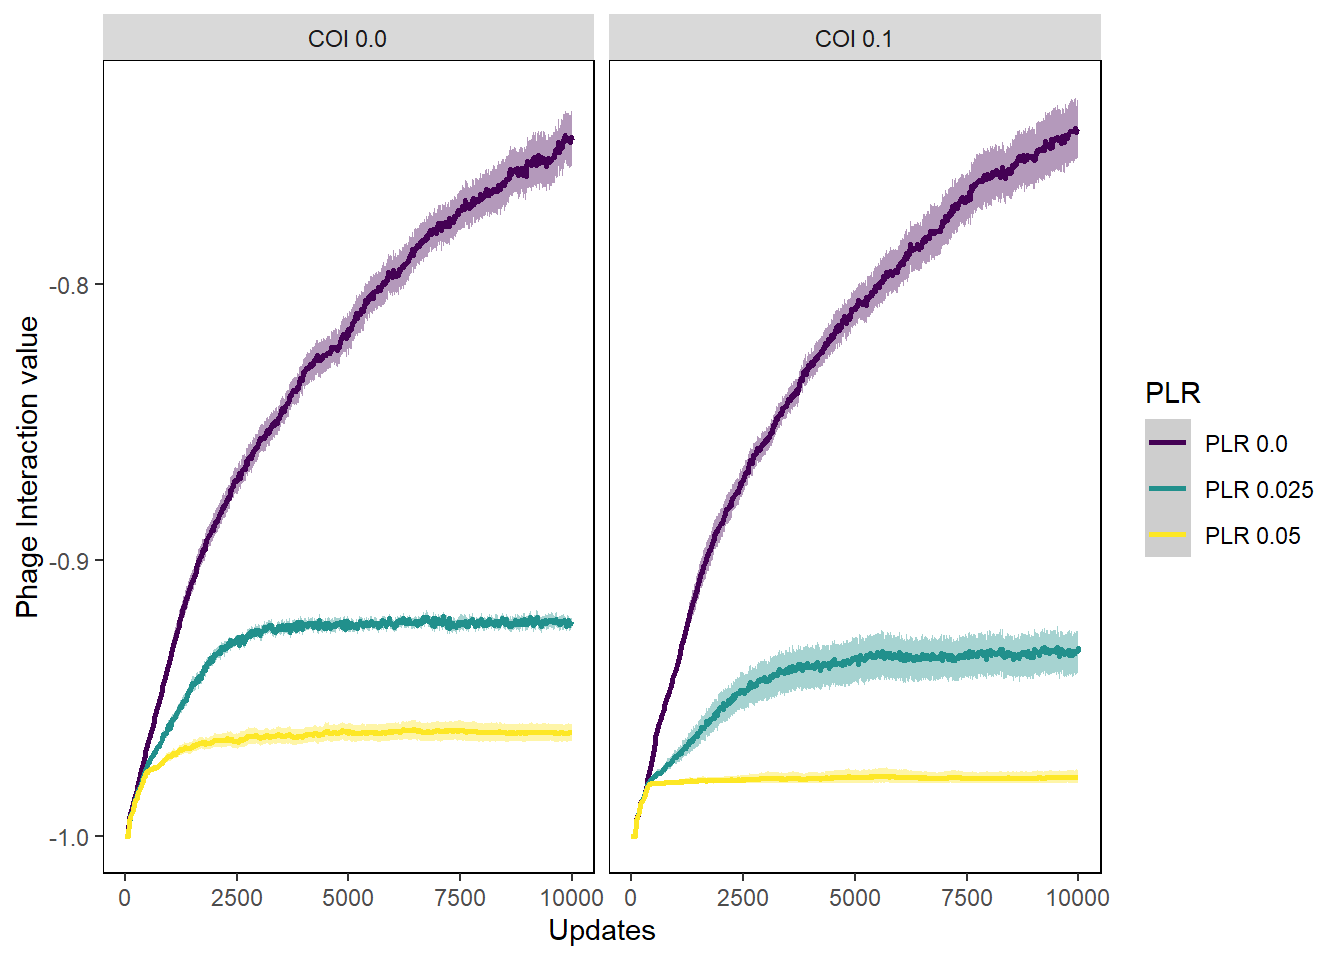 COI 0.0
COI 0.1
Phage Interaction value
-0.8
-0.9
-1.0
0 2500 5000 7500 10000
0 2500 5000 7500 10000
Updates
PLR
PLR 0.0
PLR 0.025
PLR 0.05